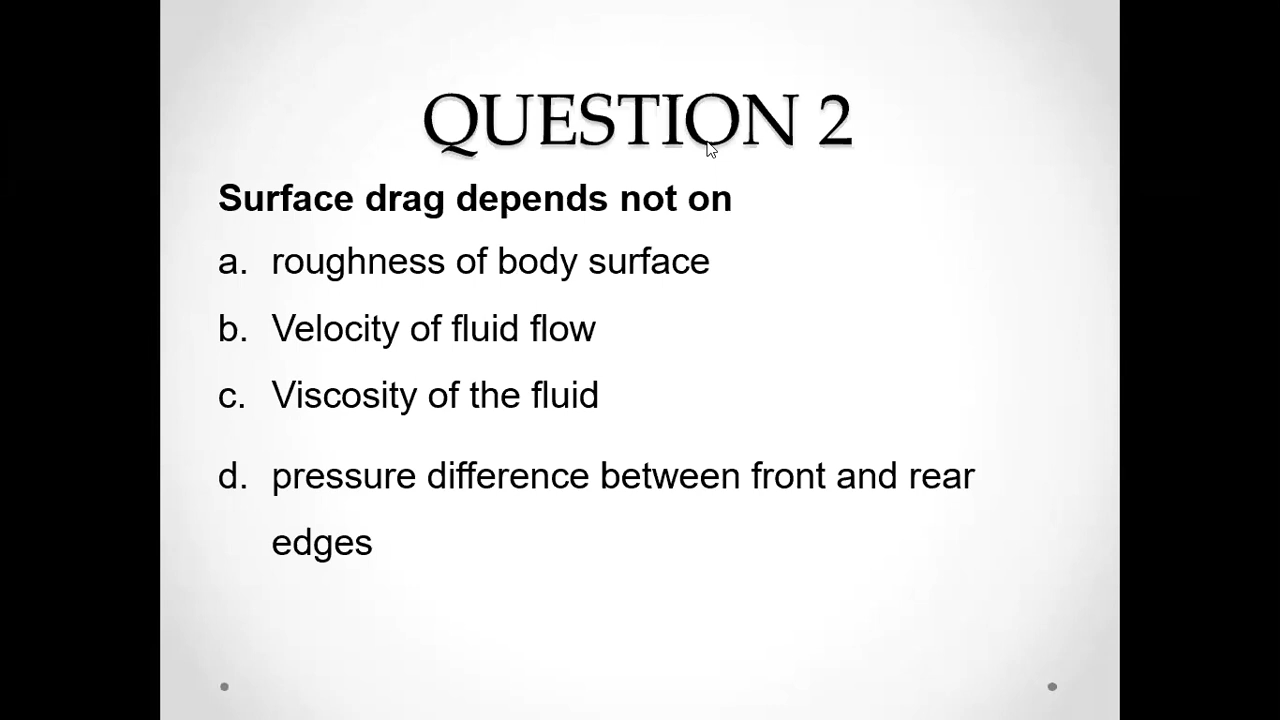 QUESTION 2
Surface drag depends not on
a. roughness of body surface
b. Velocity of fluid flow
c. Viscosity of the fluid
d. pressure difference between front and rear
edges